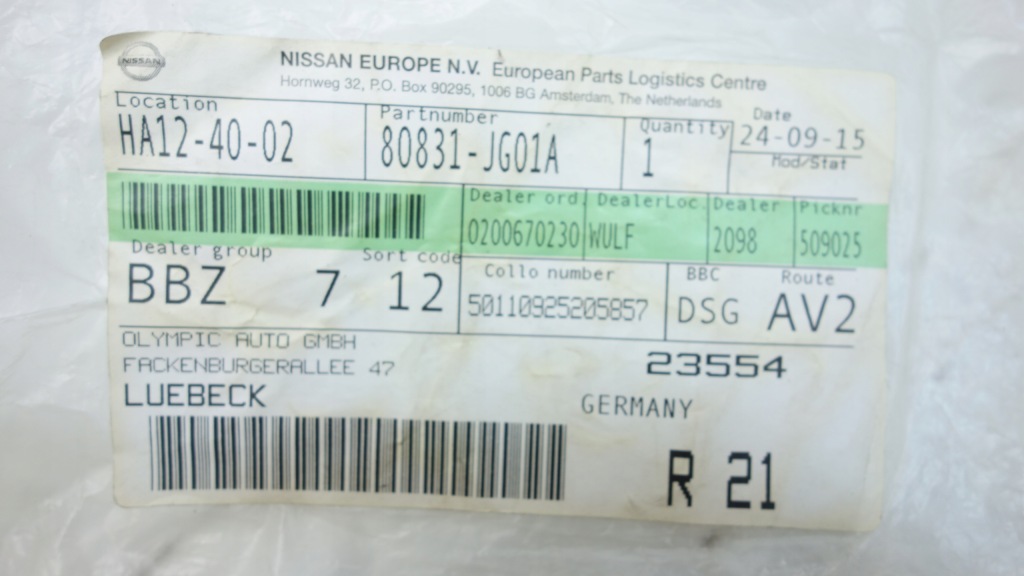 NISSAN
NISSAN EUROPE N.V. European Parts Logistics Centre
Hornweg 32, P.O. Box 90295, 1006 BG Amsterdam, The Netherlands
Location Partnumber Quantity Date
HA12-40-02 80831-JG01A 1 24-09-15
Mod/Stat
Dealer ord. DealerLoc. Dealer Picknr
0200670230 WULF 2098 509025
Dealer group Sort code Collo number BBC Route
BBZ 7 12 50110925205857 DSG AV2
OLYMPIC AUTO GMBH
FACKENBURGERALLEE 47 23554
LUEBECK GERMANY
R 21